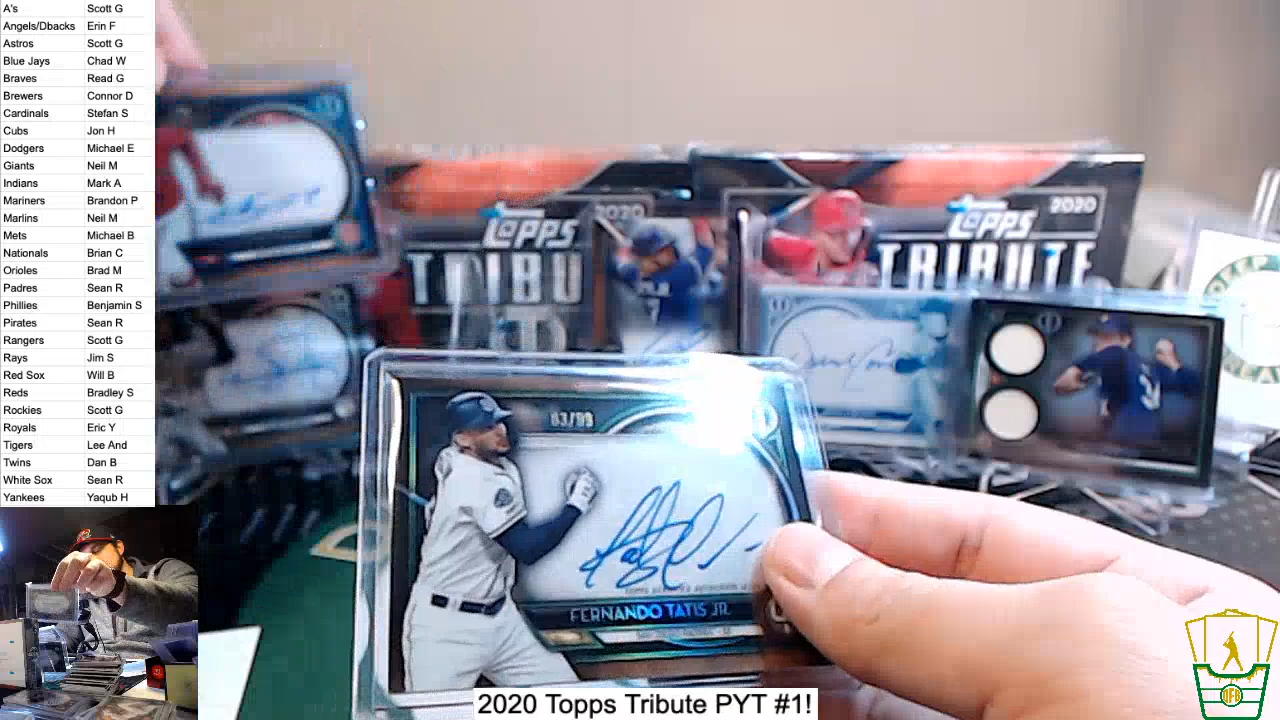 A's Scott G
Angels/Dbacks Erin F
Astros Scott G
Blue Jays Chad W
Braves Read G
Brewers Connor D
Cardinals Stefan S
Cubs Jon H
Dodgers Michael E
Giants Neil M
Indians Mark A
Mariners Brandon P
Marlins Neil M
Mets Michael B
Nationals Brian C
Orioles Brad M
Padres Sean R
Phillies Benjamin S
Pirates Sean R
Rangers Scott G
Rays Jim S
Red Sox Will B
Reds Bradley S
Rockies Scott G
Royals Eric Y
Tigers Lee And
Twins Dan B
White Sox Sean R
Yankees Yaqub H
TOPPS 2020
TRIBU
TOPPS 2020
TRIBUTE
63/99
FERNANDO TATIS JR.
2020 Topps Tribute PYT #1!